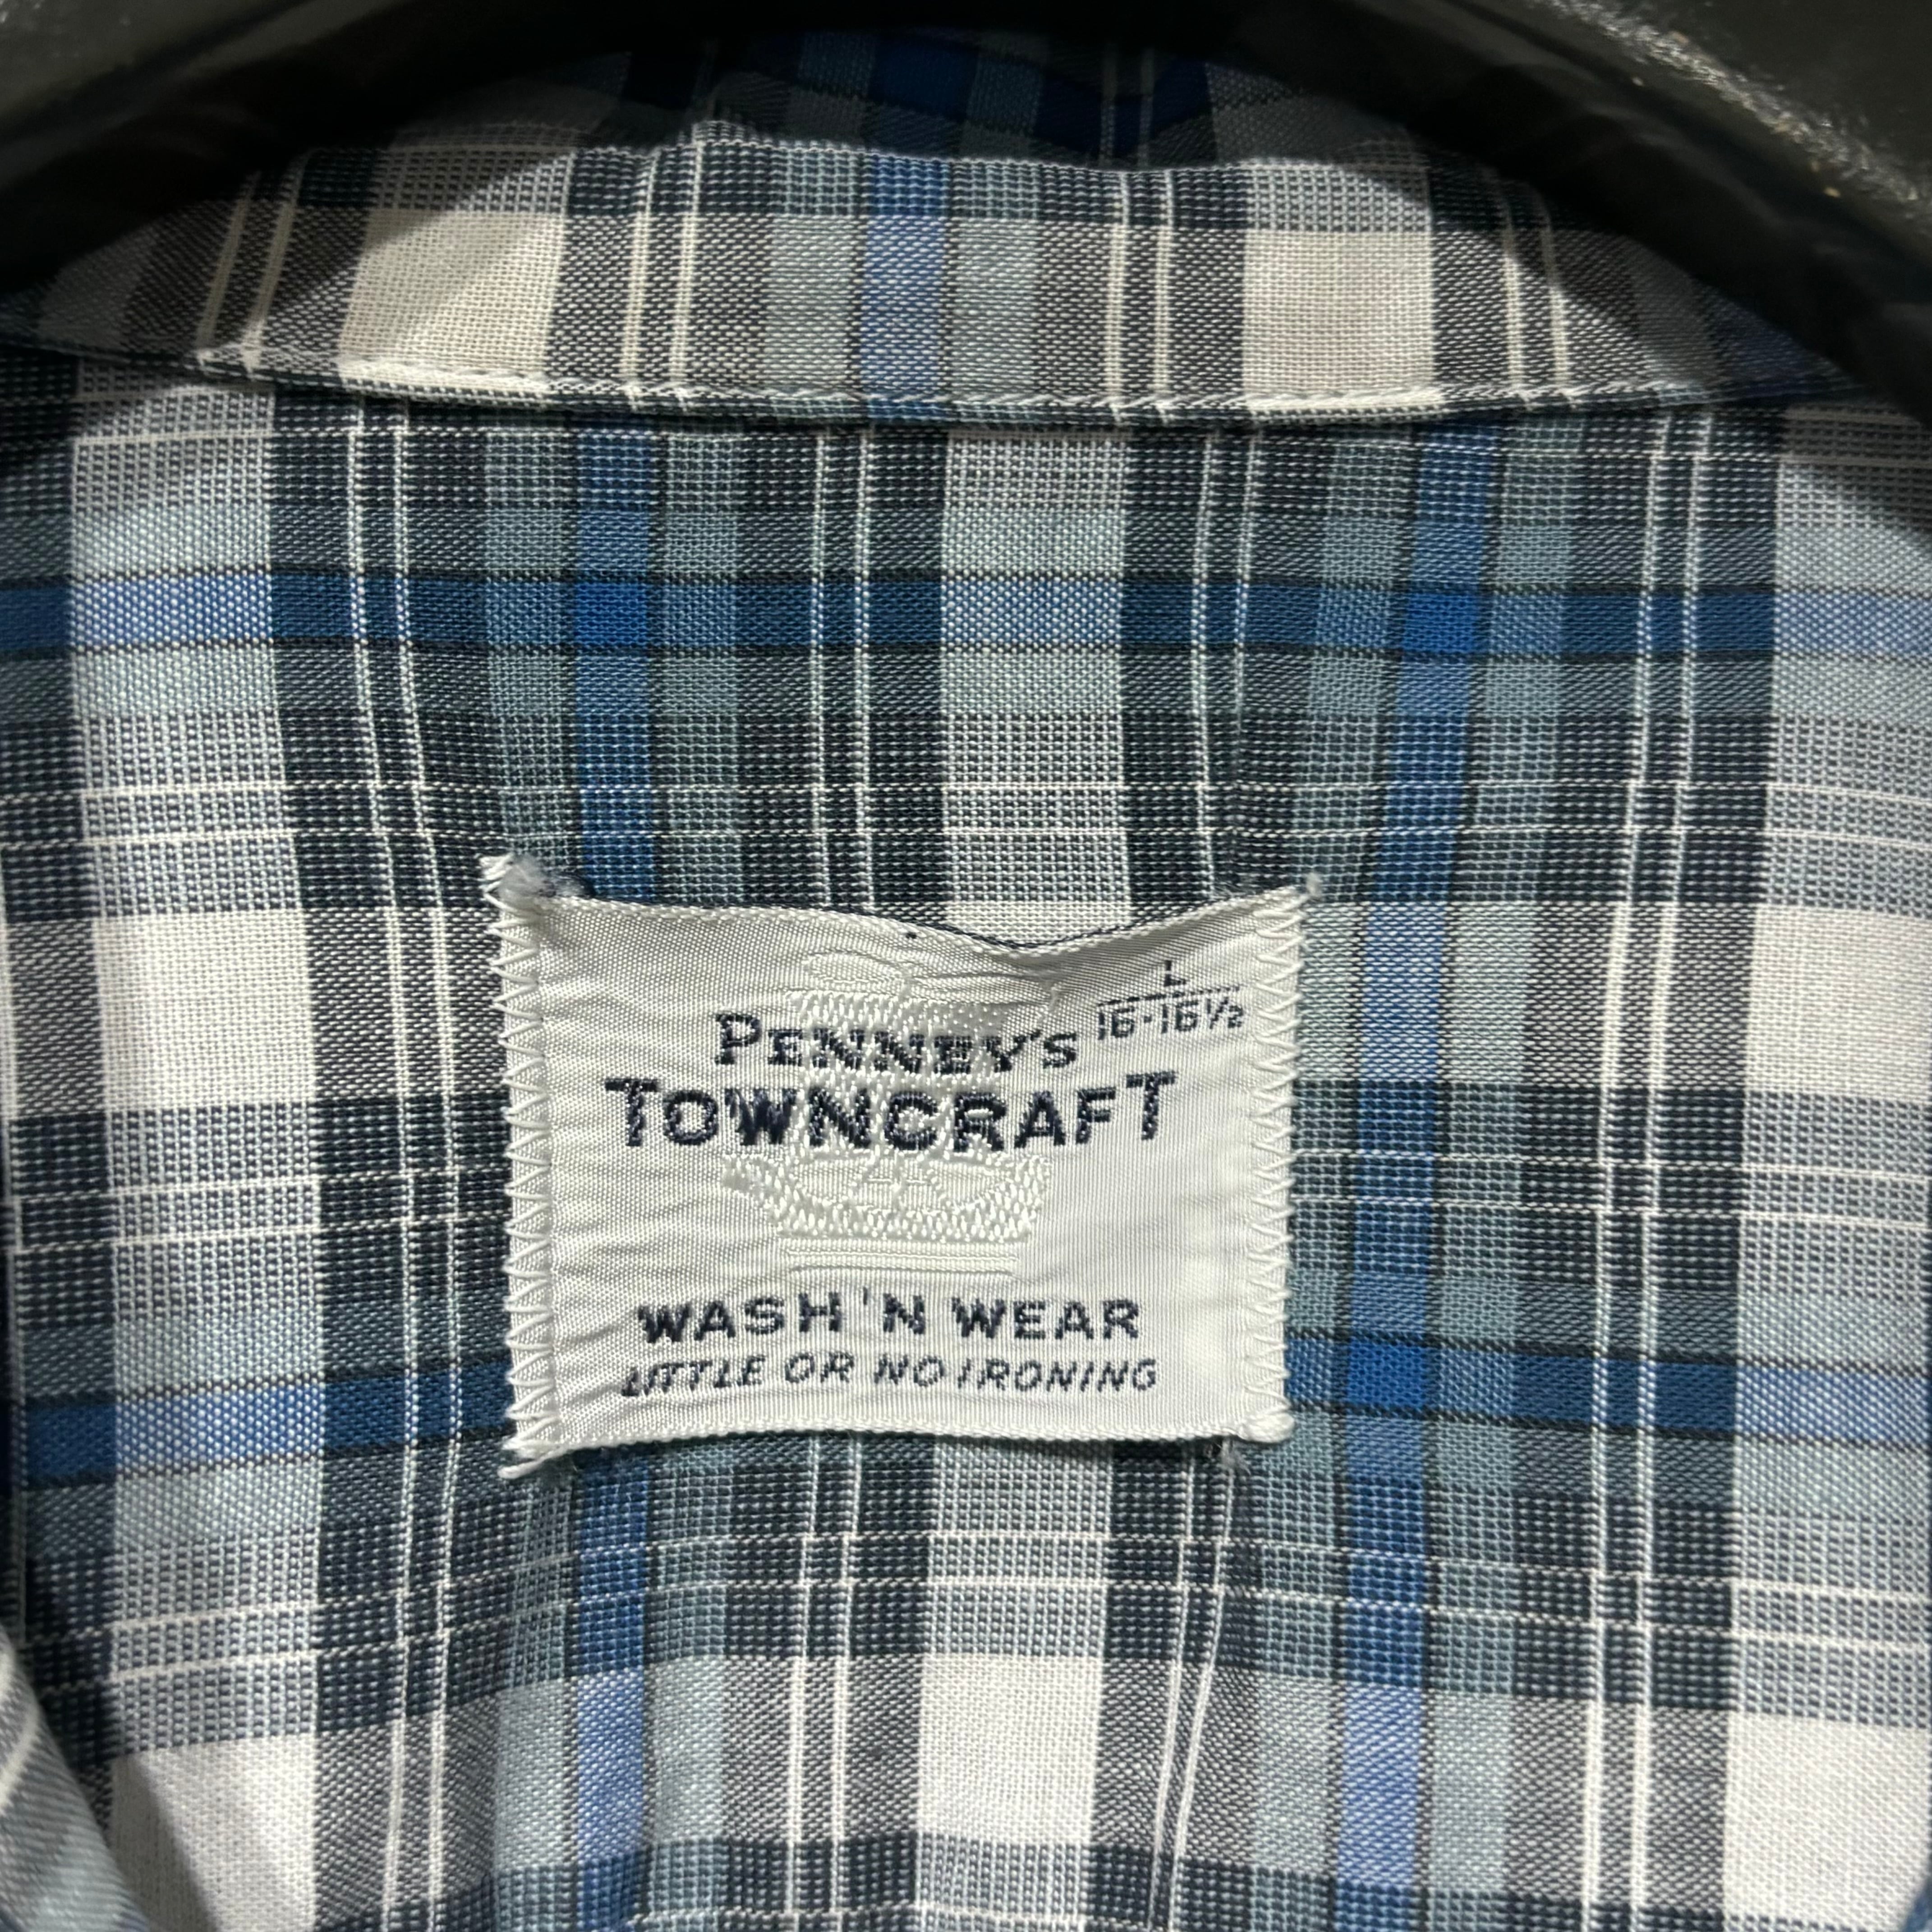 L
16-16½
PENNEY'S
TOWNCRAFT
WASH 'N WEAR
LITTLE OR NO IRONING